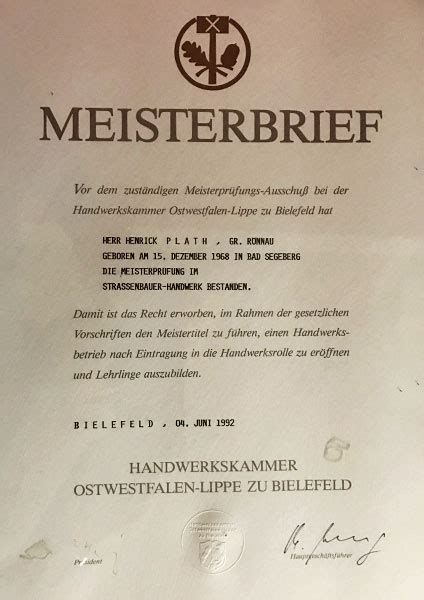 MEISTERBRIEF
Vor dem zuständigen Meisterprüfungs-Ausschuß bei der
Handwerkskammer Ostwestfalen-Lippe zu Bielefeld hat
HERR HENRICK P L A T H , GR. RÖNNAU
GEBOREN AM 15. DEZEMBER 1968 IN BAD SEGEBERG
DIE MEISTERPRÜFUNG IM
STRASSENBAUER-HANDWERK BESTANDEN.
Damit ist das Recht erworben, im Rahmen der gesetzlichen
Vorschriften den Meistertitel zu führen, einen Handwerks-
betrieb nach Eintragung in die Handwerksrolle zu eröffnen
und Lehrlinge auszubilden.
B I E L E F E L D , 04. JUNI 1992
HANDWERKSKAMMER
OSTWESTFALEN-LIPPE ZU BIELEFELD
Präsident
Hauptgeschäftsführer